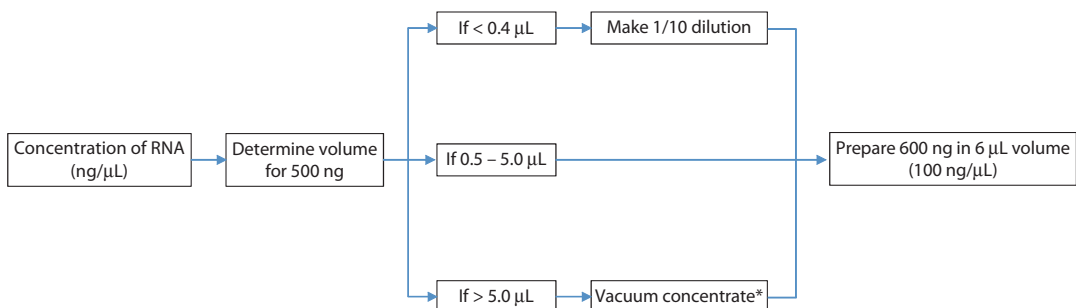 If < 0.4 μL
Make 1/10 dilution
Concentration of RNA
(ng/μL)
Determine volume
for 500 ng
If 0.5 – 5.0 μL
Prepare 600 ng in 6 μL volume
(100 ng/μL)
If > 5.0 μL
Vacuum concentrate*